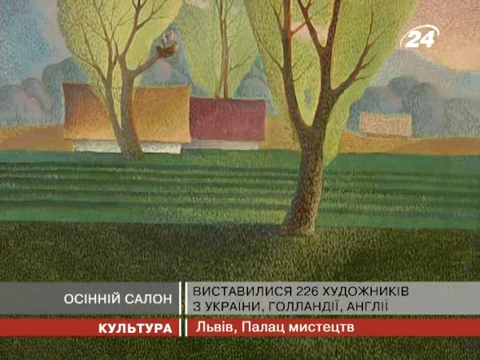 24
ОСІННІЙ САЛОН
ВИСТАВИЛИСЯ 226 ХУДОЖНИКІВ
З УКРАЇНИ, ГОЛЛАНДІЇ, АНГЛІЇ
КУЛЬТУРА
Львів, Палац мистецтв